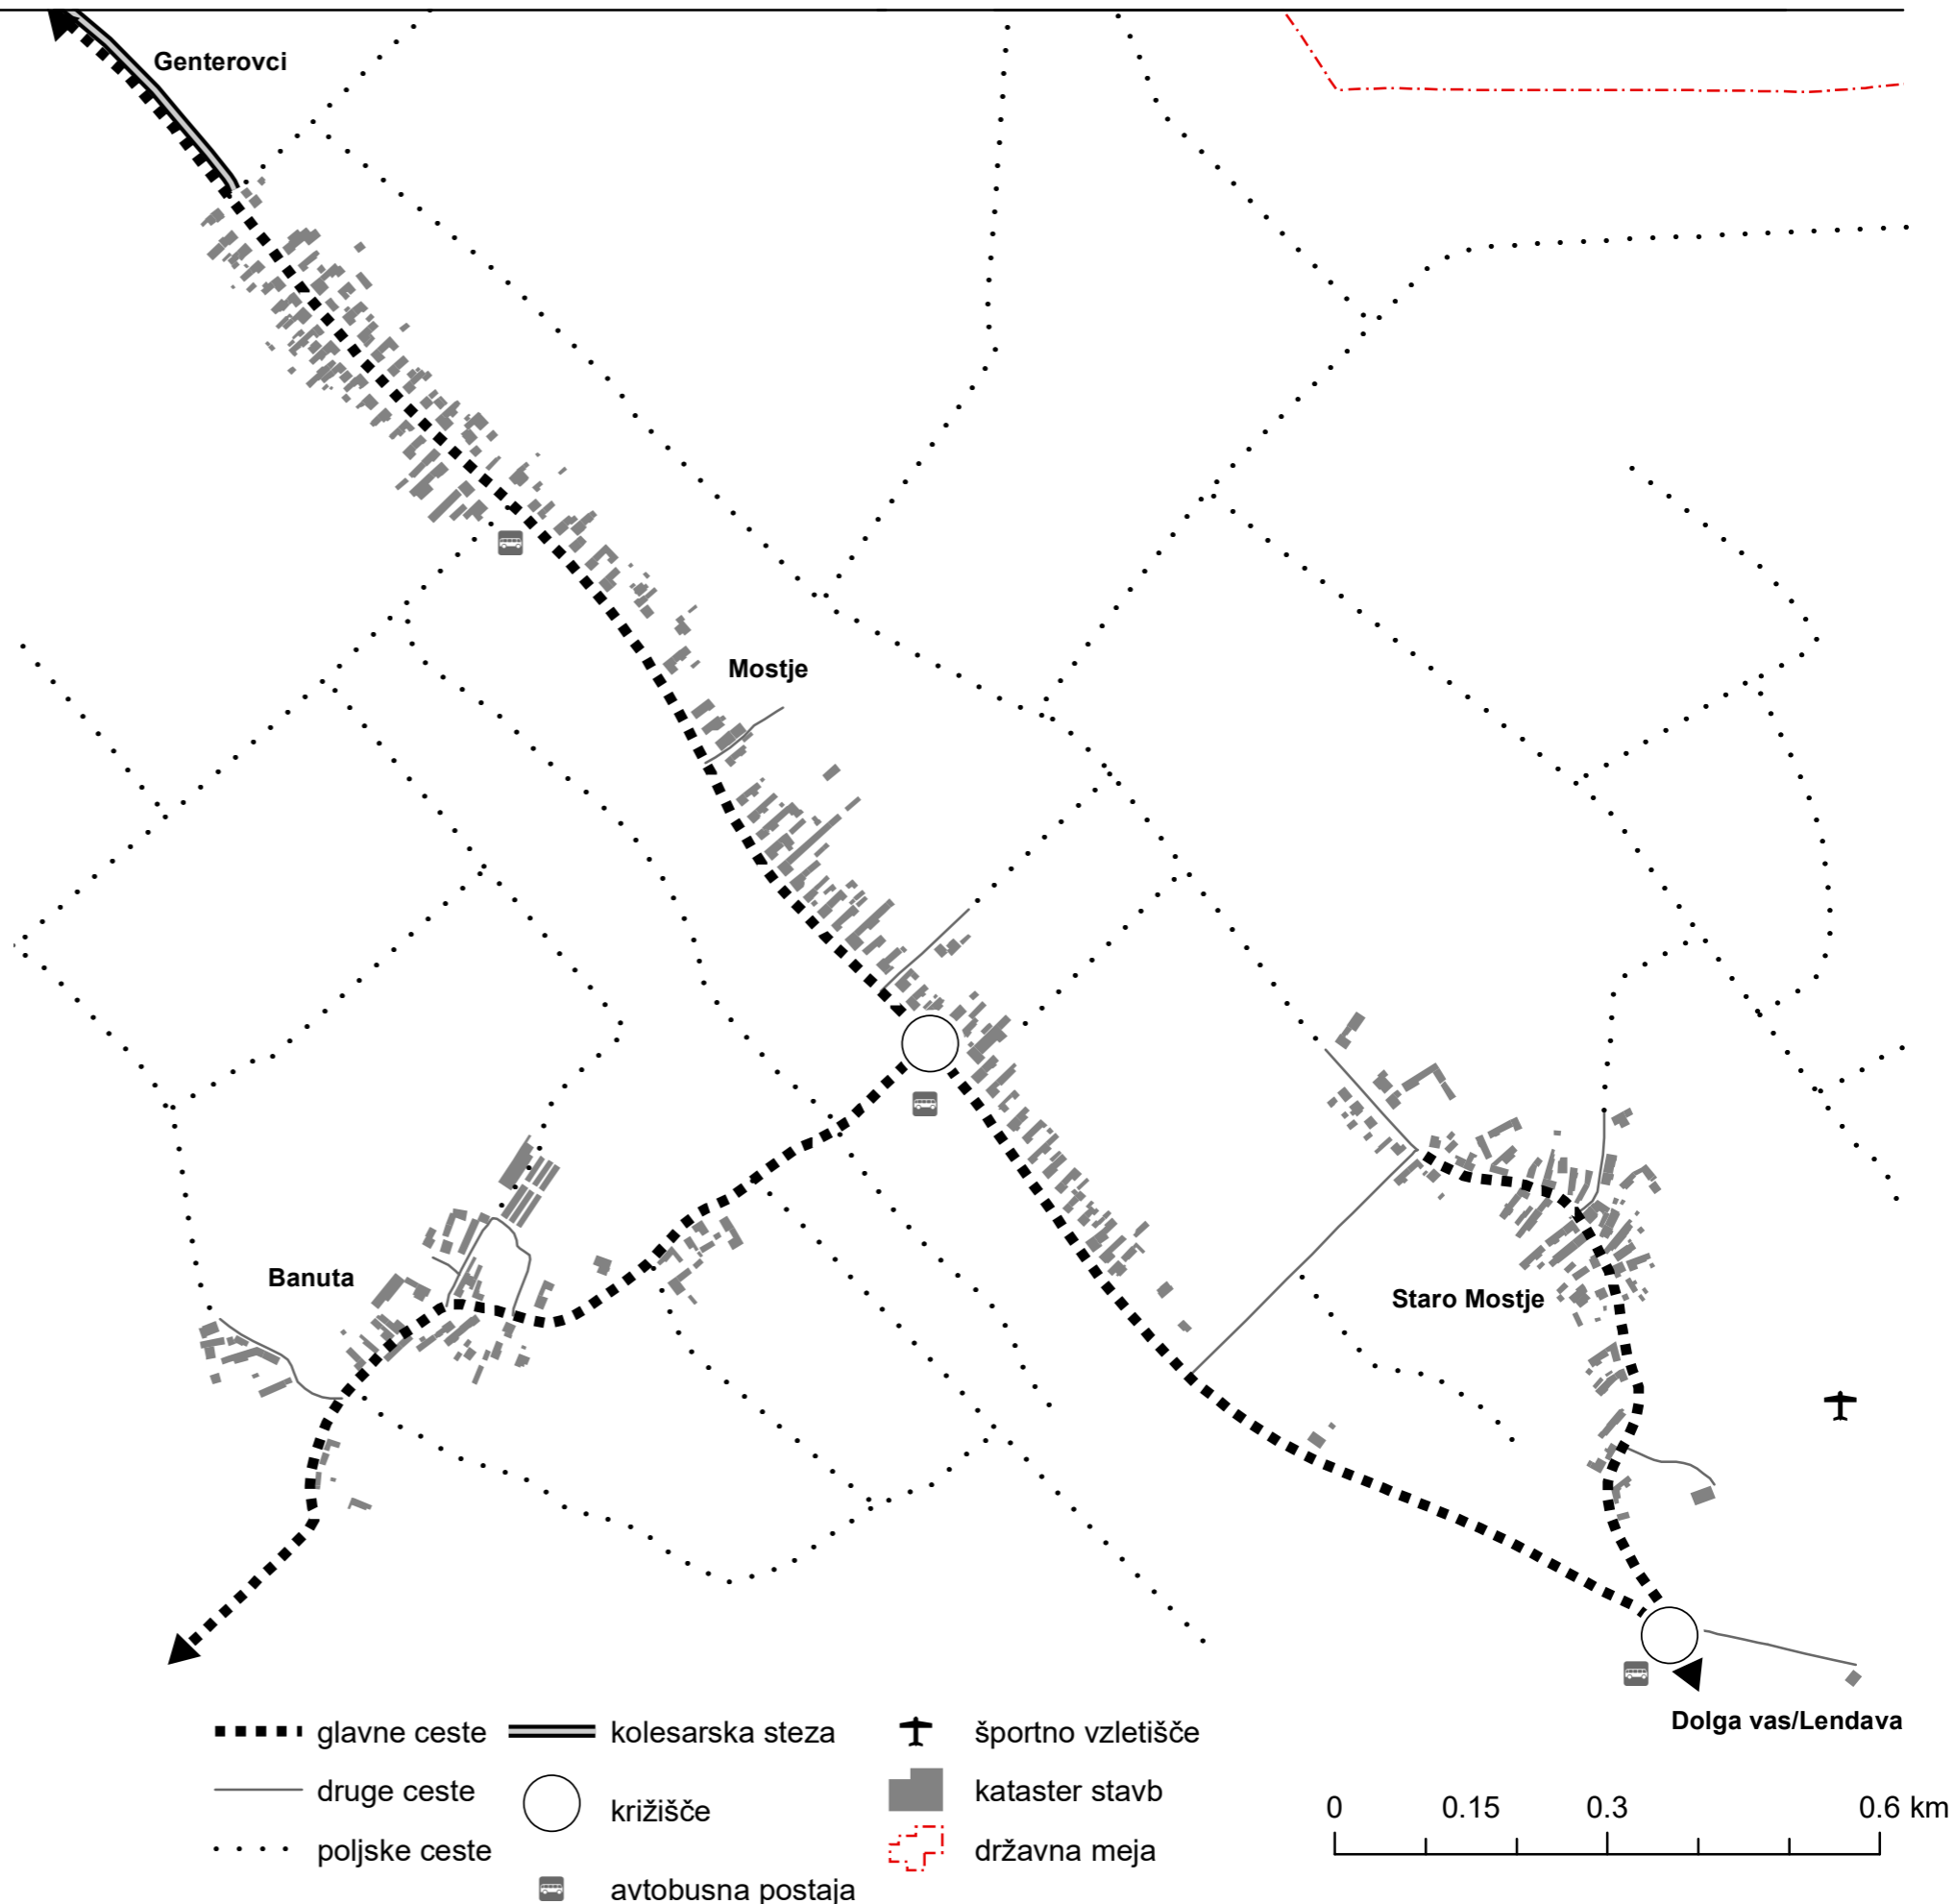 Genterovci
Mostje
Banuta
Staro Mostje
Dolga vas/Lendava
glavne ceste
druge ceste
poljske ceste
kolesarska steza
križišče
avtobusna postaja
športno vzletišče
kataster stavb
državna meja
0 0.15 0.3 0.6 km